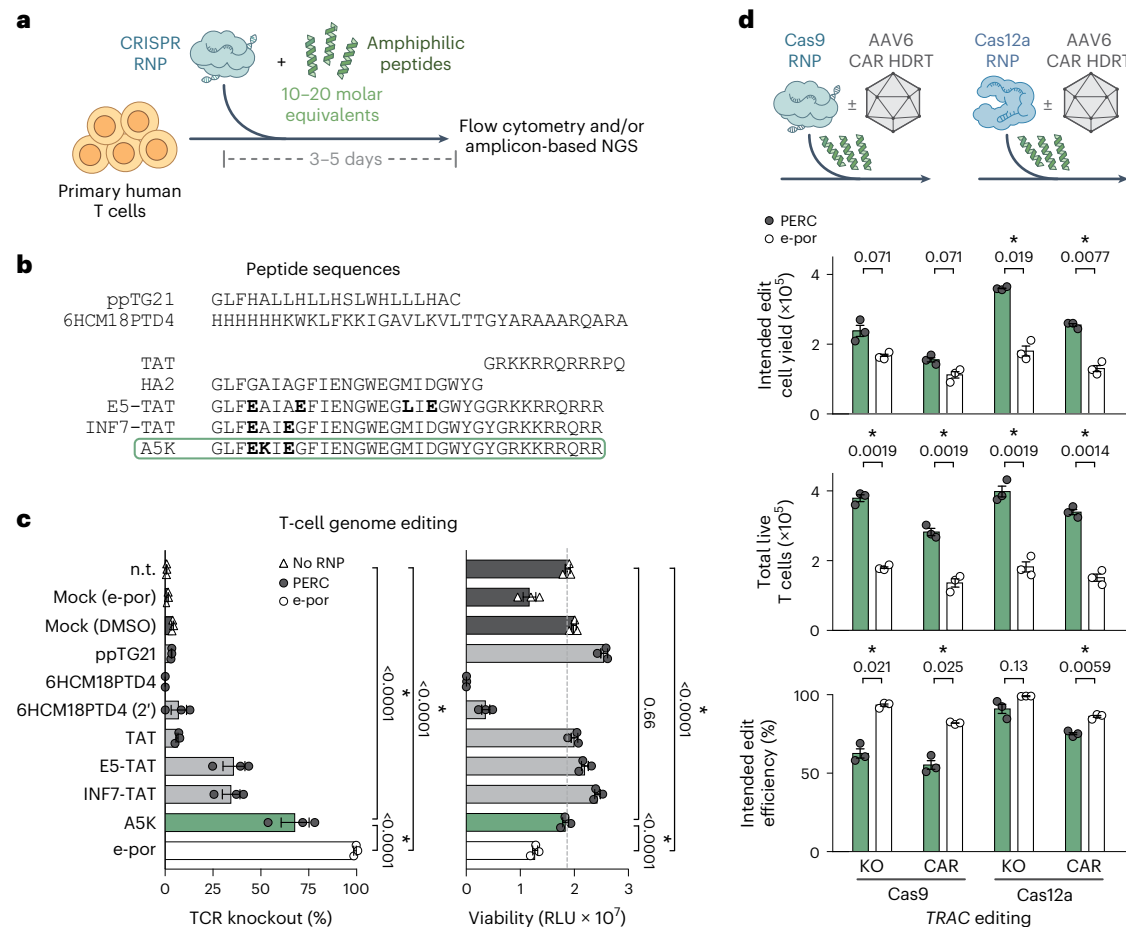 a
CRISPR
RNP
+
Amphiphilic
peptides
10–20 molar
equivalents
Primary human
T cells
3–5 days
Flow cytometry and/or
amplicon-based NGS
b
Peptide sequences
ppTG21 GLFHALLHLLHSLWHLLLHAC
6HCM18PTD4 HHHHHHKWKLFKKIGAVLKVLTTGYARAAARQARA
TAT GRKKRRQRRRPQ
HA2 GLFGAIAGFIENGWEGMIDGWYG
E5-TAT GLFEAIAEFIENGWEGLIEGWYGGRKKRRQRRR
INF7-TAT GLFEAIEGFIENGWEGMIDGWYGYGRKKRRQRR
A5K GLFEKIEGFIENGWEGMIDGWYGYGRKKRRQRR
c
T-cell genome editing
No RNP
PERC
e-por
n.t.
Mock (e-por)
Mock (DMSO)
ppTG21
6HCM18PTD4
6HCM18PTD4 (2′)
TAT
E5-TAT
INF7-TAT
A5K
e-por
<0.0001
*
<0.0001
*
<0.0001
*
0 25 50 75 100
TCR knockout (%)
0.66
<0.0001
*
<0.0001
*
0 1 2 3
Viability (RLU × 10⁷)
d
Cas9
RNP
±
AAV6
CAR HDRT
Cas12a
RNP
±
AAV6
CAR HDRT
PERC
e-por
* *
0.071 0.071 0.019 0.0077
4
2
0
Intended edit
cell yield (×10⁵)
* * * *
0.0019 0.0019 0.0019 0.0014
4
2
0
Total live
T cells (×10⁵)
* * *
0.021 0.025 0.13 0.0059
100
50
0
Intended edit
efficiency (%)
KO CAR KO CAR
Cas9 Cas12a
TRAC editing